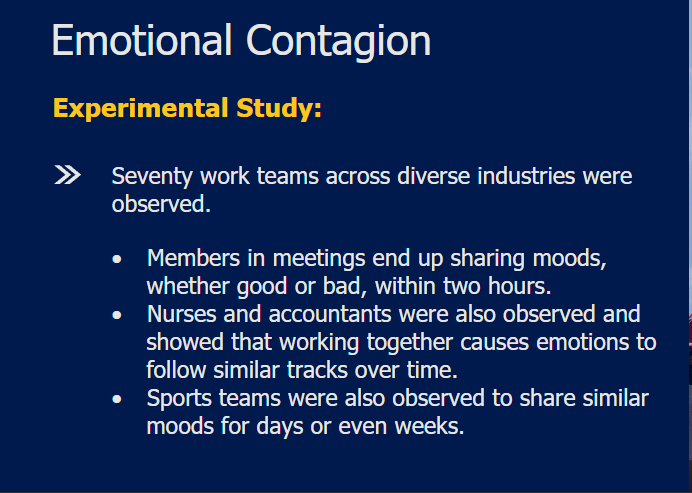 Emotional Contagion
Experimental Study:
Seventy work teams across diverse industries were
observed.
• Members in meetings end up sharing moods,
whether good or bad, within two hours.
• Nurses and accountants were also observed and
showed that working together causes emotions to
follow similar tracks over time.
• Sports teams were also observed to share similar
moods for days or even weeks.